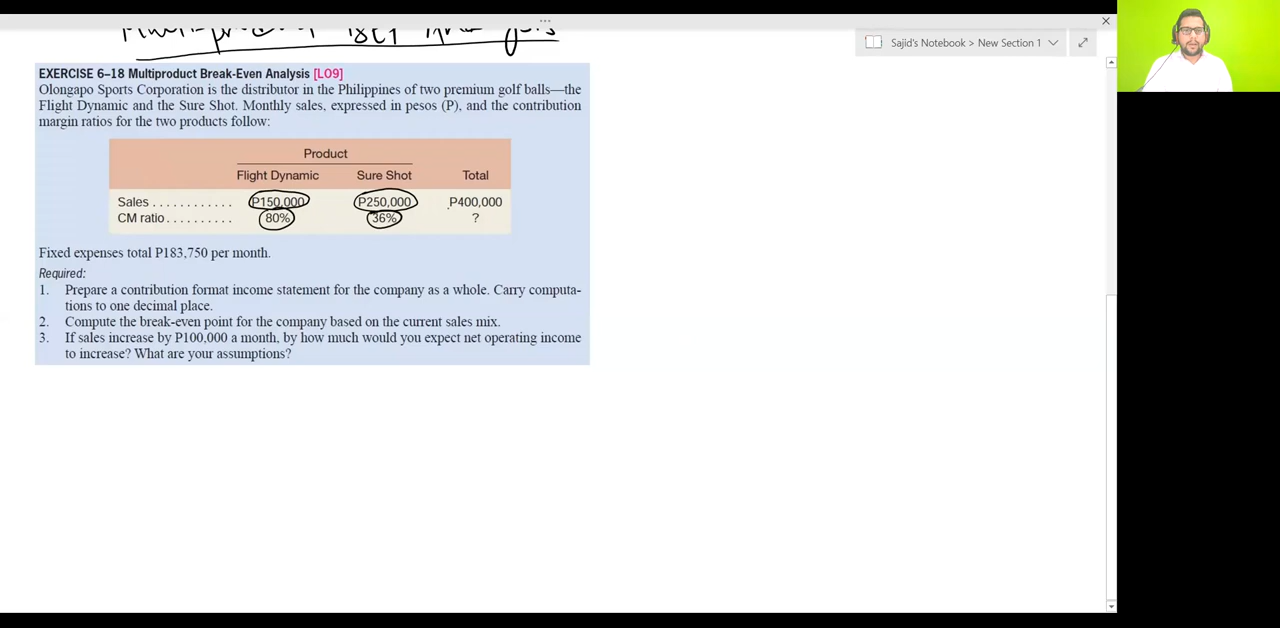 Sajid's Notebook > New Section 1
EXERCISE 6–18 Multiproduct Break-Even Analysis [LO9]
Olongapo Sports Corporation is the distributor in the Philippines of two premium golf balls—the
Flight Dynamic and the Sure Shot. Monthly sales, expressed in pesos (P), and the contribution
margin ratios for the two products follow:
Product
Flight Dynamic Sure Shot Total
Sales . . . . . . . . . . . . P150,000 P250,000 P400,000
CM ratio . . . . . . . . . . 80% 36% ?
Fixed expenses total P183,750 per month.
Required:
1. Prepare a contribution format income statement for the company as a whole. Carry computa-
tions to one decimal place.
2. Compute the break-even point for the company based on the current sales mix.
3. If sales increase by P100,000 a month, by how much would you expect net operating income
to increase? What are your assumptions?